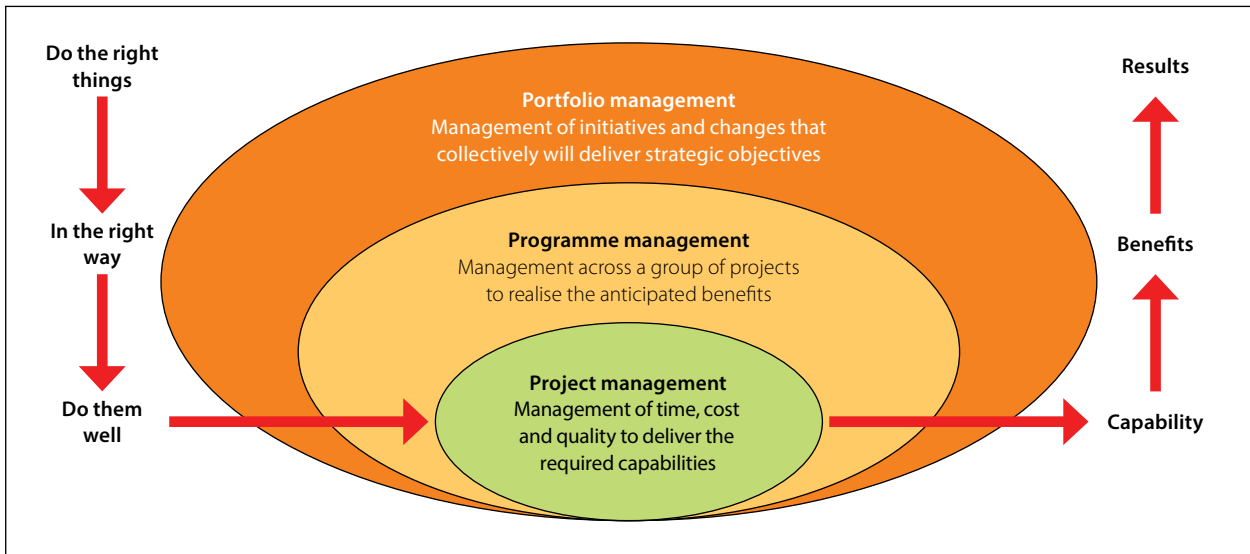 Do the right
things
In the right
way
Do them
well
Portfolio management
Management of initiatives and changes that
collectively will deliver strategic objectives
Programme management
Management across a group of projects
to realise the anticipated benefits
Project management
Management of time, cost
and quality to deliver the
required capabilities
Results
Benefits
Capability